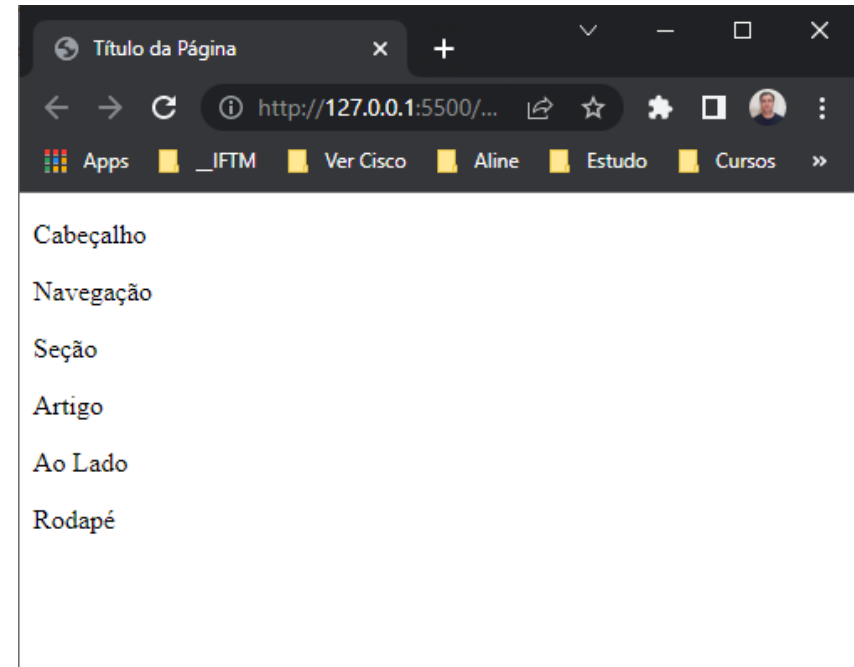 Título da Página
http://127.0.0.1:5500/...
Apps __IFTM Ver Cisco Aline Estudo Cursos »
Cabeçalho
Navegação
Seção
Artigo
Ao Lado
Rodapé